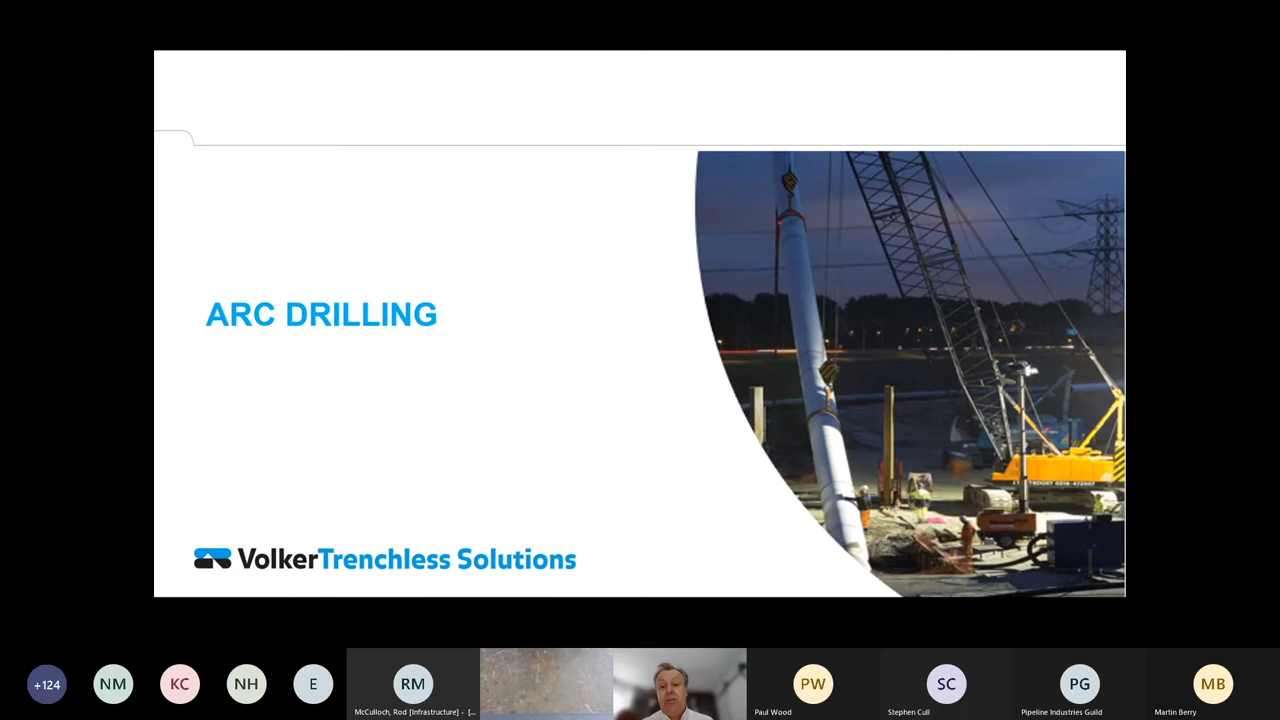 ARC DRILLING
VolkerTrenchless Solutions
+124
NM
KC
NH
E
RM
McCulloch, Rod [Infrastructure] - [...
PW
Paul Wood
SC
Stephen Cull
PG
Pipeline Industries Guild
MB
Martin Berry